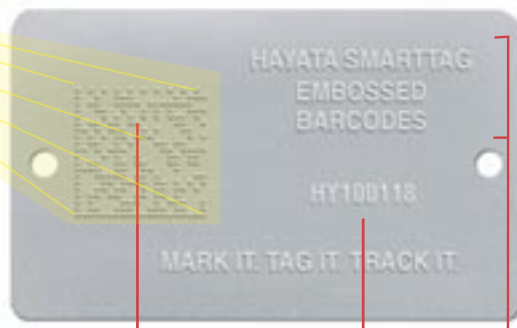 HAYATA SMARTTAG
EMBOSSED
BARCODES
HY100118
MARK IT. TAG IT. TRACK IT.